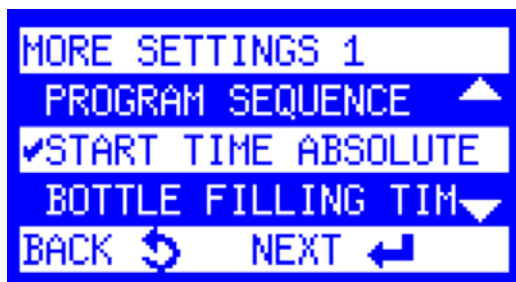 MORE SETTINGS 1
PROGRAM SEQUENCE
START TIME ABSOLUTE
BOTTLE FILLING TIM
BACK NEXT